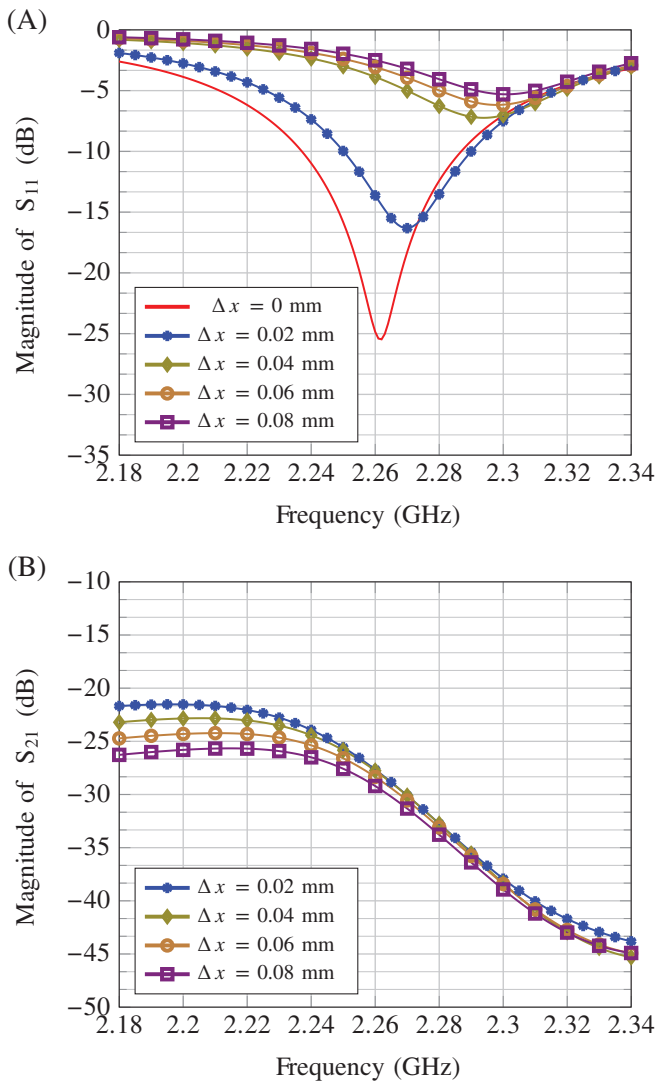 (A)
0
−5
−10
−15
−20
−25
−30
−35
Magnitude of S11 (dB)
Δx = 0 mm
Δx = 0.02 mm
Δx = 0.04 mm
Δx = 0.06 mm
Δx = 0.08 mm
2.18 2.2 2.22 2.24 2.26 2.28 2.3 2.32 2.34
Frequency (GHz)
(B)
−10
−15
−20
−25
−30
−35
−40
−45
−50
Magnitude of S21 (dB)
Δx = 0.02 mm
Δx = 0.04 mm
Δx = 0.06 mm
Δx = 0.08 mm
2.18 2.2 2.22 2.24 2.26 2.28 2.3 2.32 2.34
Frequency (GHz)